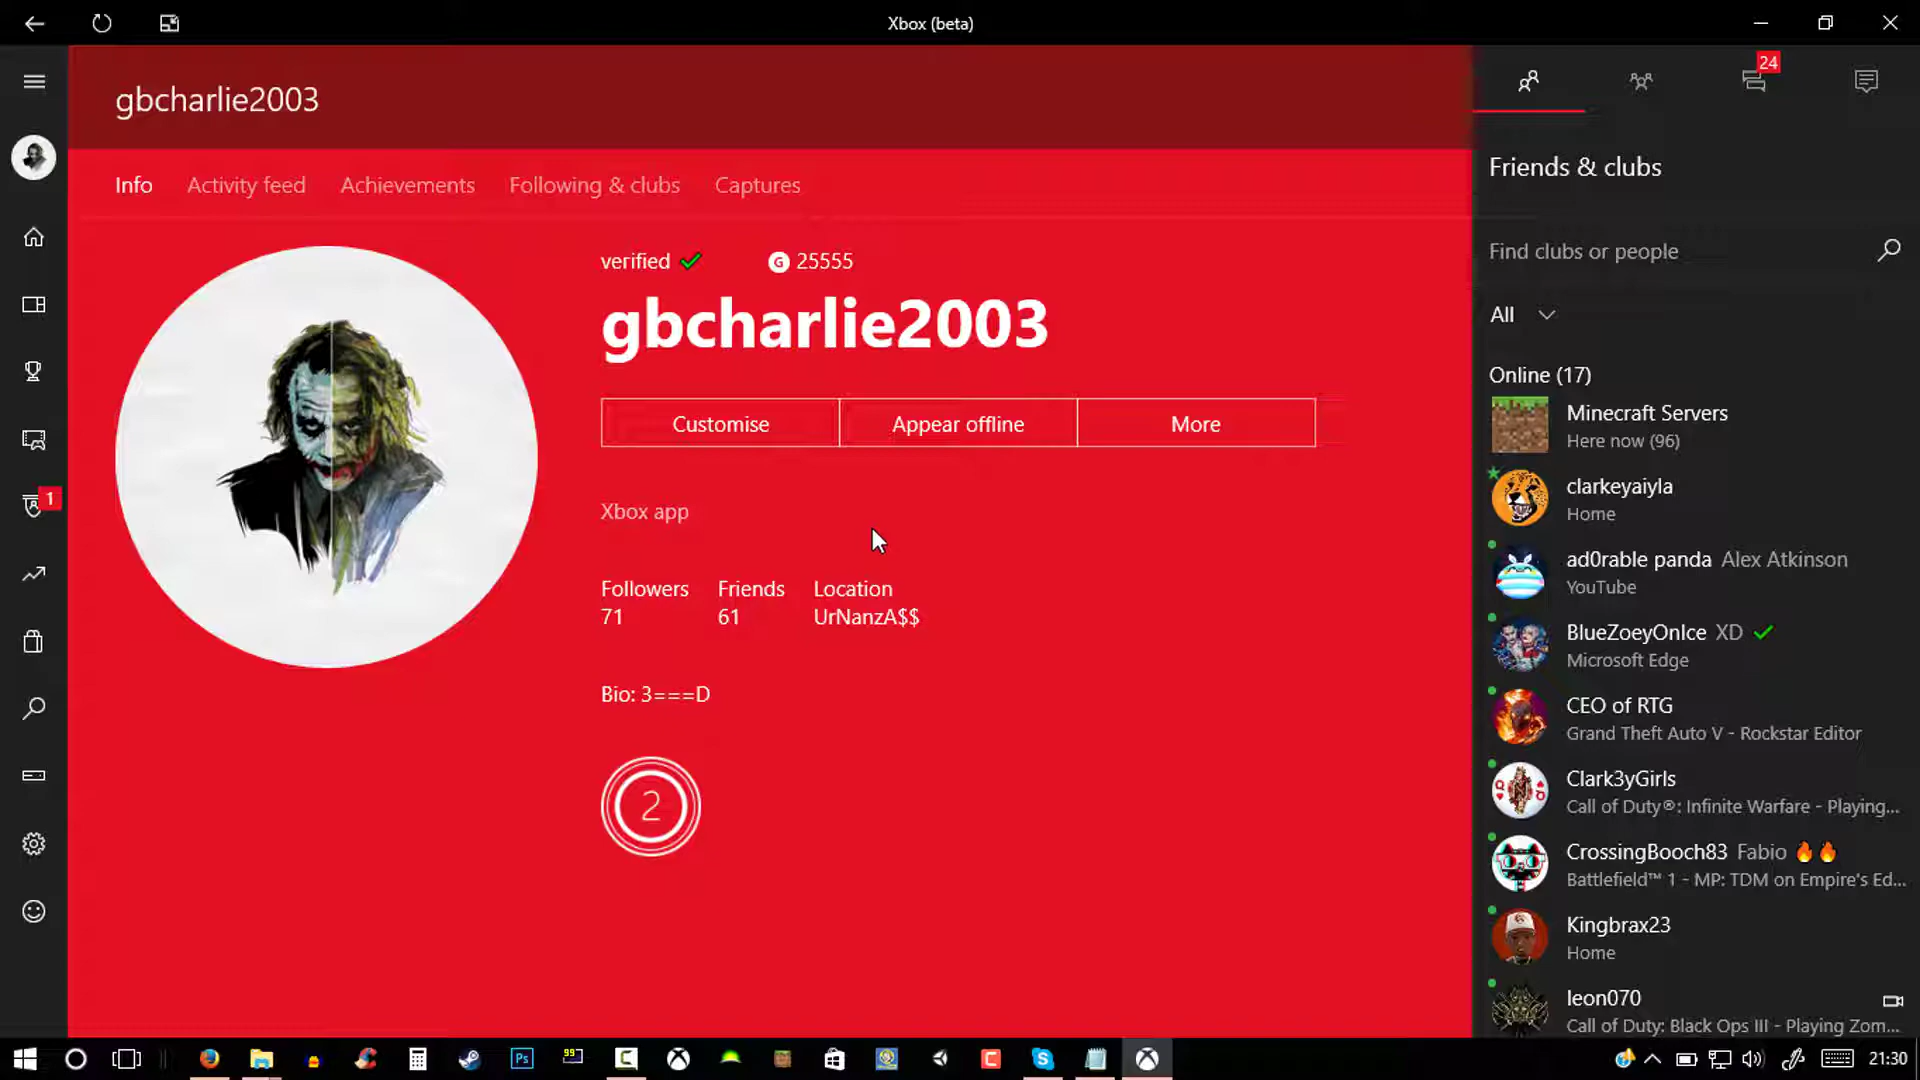 Xbox (beta)
gbcharlie2003
Info Activity feed Achievements Following & clubs Captures
verified G 25555
gbcharlie2003
Customise Appear offline More
Xbox app
Followers Friends Location
71 61 UrNanzA$$
Bio: 3===D
2
1
24
Friends & clubs
Find clubs or people
All
Online (17)
Minecraft Servers
Here now (96)
clarkeyaiyla
Home
ad0rable panda Alex Atkinson
YouTube
BlueZoeyOnIce XD
Microsoft Edge
CEO of RTG
Grand Theft Auto V - Rockstar Editor
Clark3yGirls
Call of Duty®: Infinite Warfare - Playing...
CrossingBooch83 Fabio 🔥🔥
Battlefield™ 1 - MP: TDM on Empire's Ed...
Kingbrax23
Home
leon070
Call of Duty: Black Ops III - Playing Zom...
Ps 99 C C S 21:30